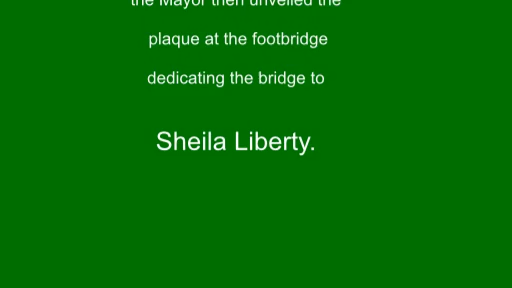 the Mayor then unveiled the
plaque at the footbridge
dedicating the bridge to
Sheila Liberty.